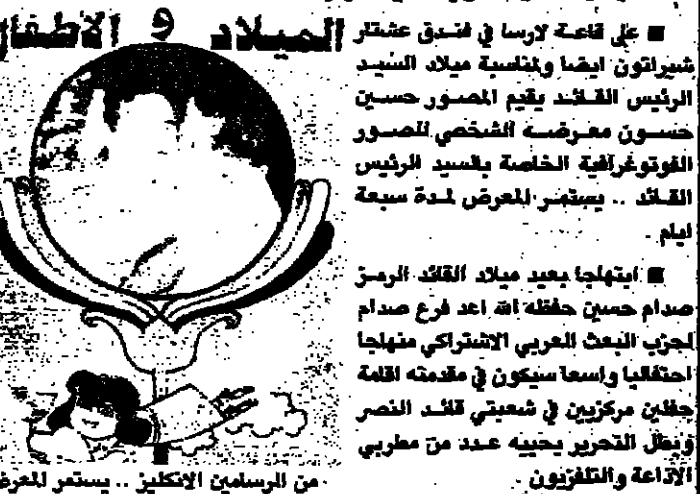 الميلاد و الأطفال
■ على قاعة لارسا في فندق عشتار
شيراتون ايضا ولمناسبة ميلاد السيد
الرئيس القائد يقيم المصور حسين
حسون معرضه الشخصي للصور
الفوتوغرافية الخاصة بالسيد الرئيس
القائد .. يستمر المعرض لمدة سبعة
ايام .
■ ابتهاجا بعيد ميلاد القائد الرمز
صدام حسين حفظه الله اعد فرع صدام
لحزب البعث العربي الاشتراكي منهاجا
احتفاليا واسعا سيكون في مقدمته اقامة
حفلين مركزيين في شعبتي قائد النصر
وبطل التحرير يحييه عدد من مطربي
الاذاعة والتلفزيون .
من الرسامين الانكليز .. يستمر المعرض